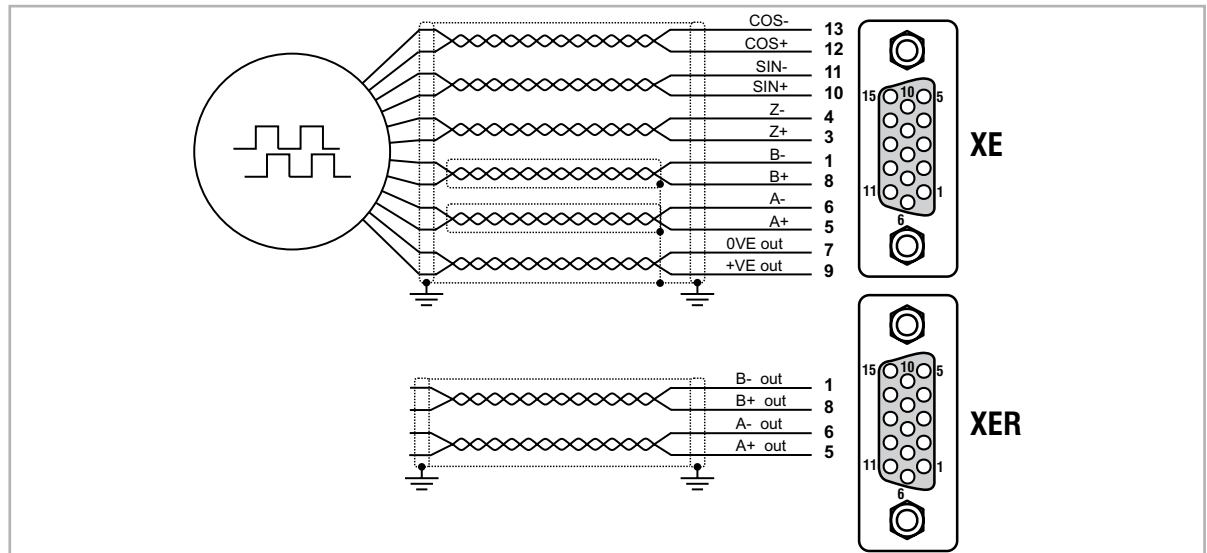 COS- 13
COS+ 12
SIN- 11
SIN+ 10
Z- 4
Z+ 3
B- 1
B+ 8
A- 6
A+ 5
0VE out 7
+VE out 9
15 10 5
11 1
6
XE
B- out 1
B+ out 8
A- out 6
A+ out 5
15 10 5
11 1
6
XER